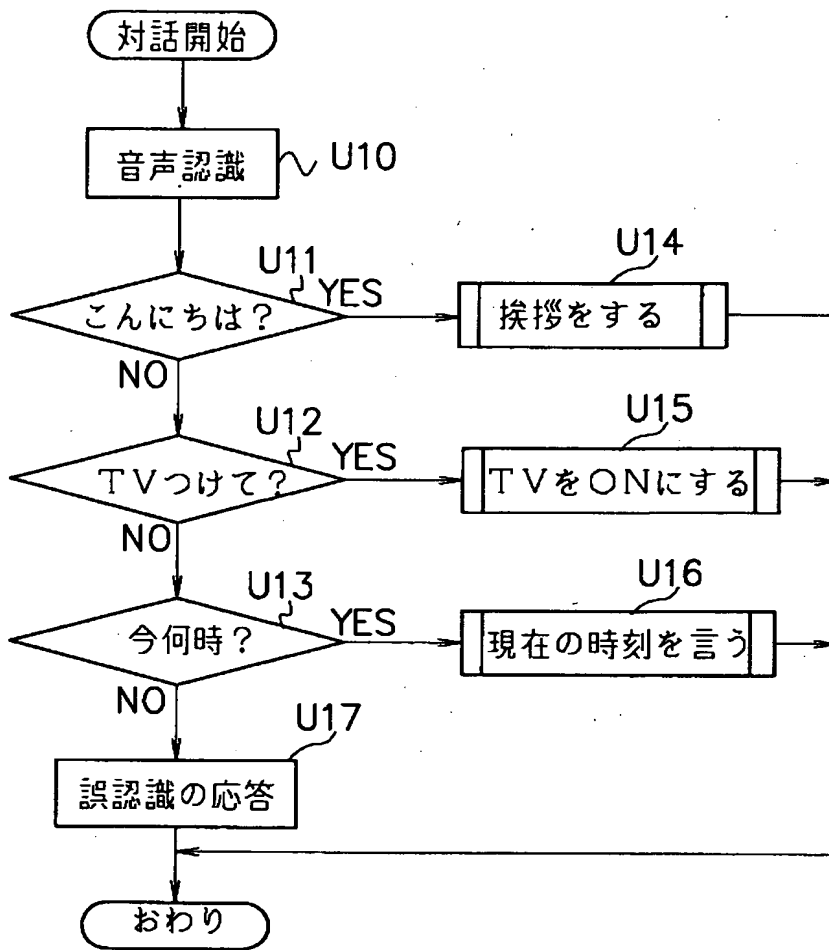 対話開始
音声認識
U10
U11
こんにちは？
YES
NO
U14
挨拶をする
U12
TVつけて？
YES
NO
U15
TVをONにする
U13
今何時？
YES
NO
U16
現在の時刻を言う
U17
誤認識の応答
おわり